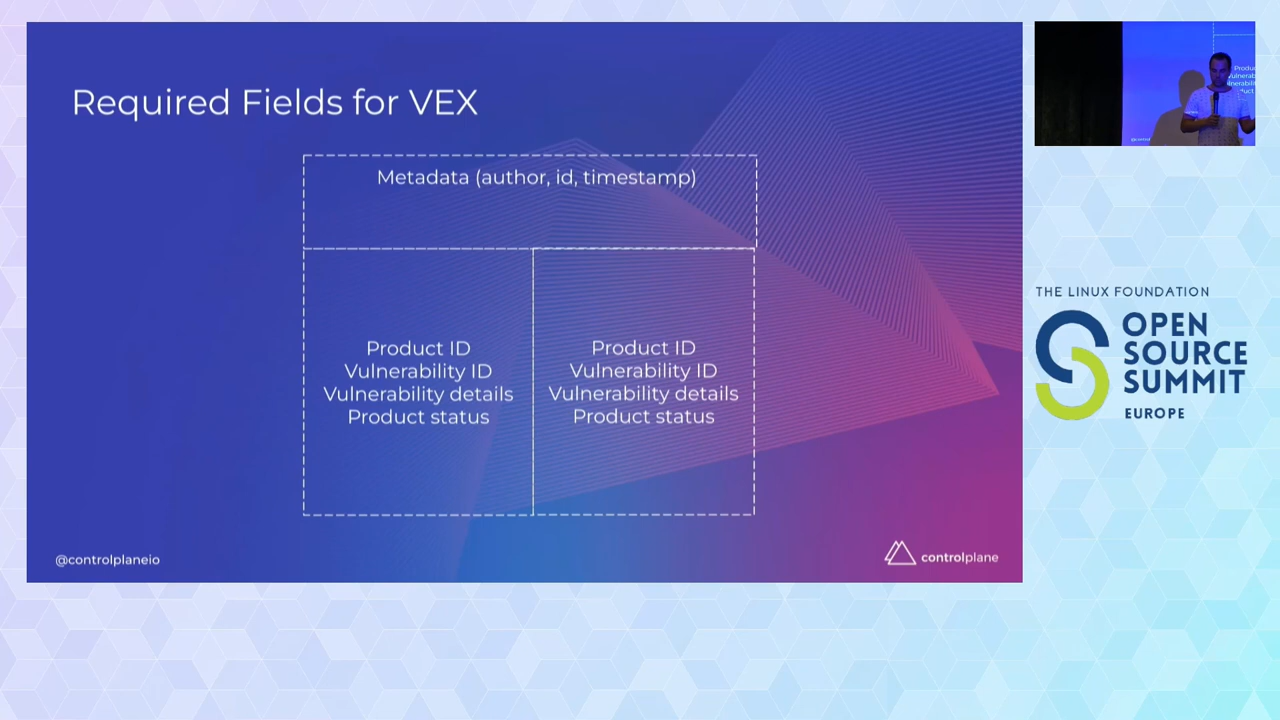 Required Fields for VEX
Metadata (author, id, timestamp)
Product ID
Vulnerability ID
Vulnerability details
Product status
Product ID
Vulnerability ID
Vulnerability details
Product status
@controlplaneio
controlplane
THE LINUX FOUNDATION
OPEN
SOURCE
SUMMIT
EUROPE